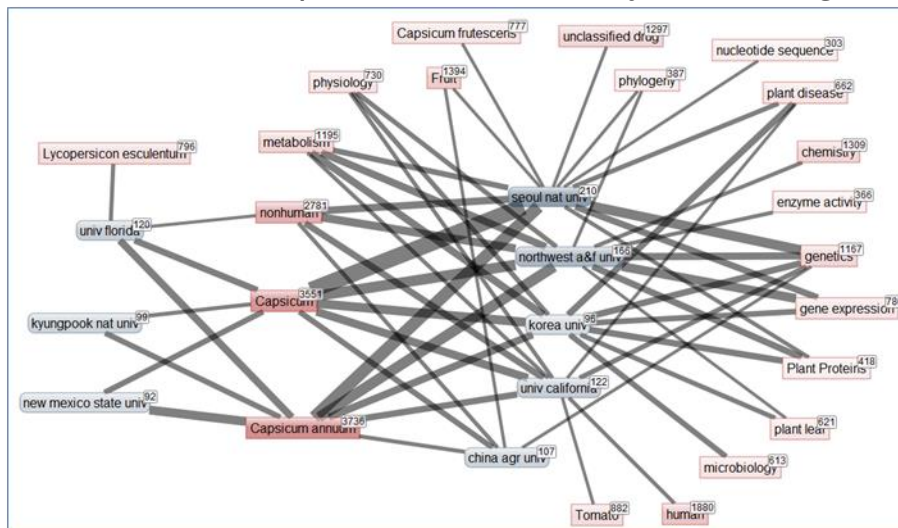 Capsicum frutescens 777
unclassified drug 1297
nucleotide sequence 303
physiology 730
Fruit 1394
phylogeny 387
plant disease 662
metabolism 1195
Lycopersicon esculentum 796
chemistry 1309
nonhuman 2781
seoul nat univ 210
enzyme activity 366
univ florida 120
northwest a&f univ 166
genetics 1167
Capsicum 3551
gene expression 78
kyungpook nat univ 99
korea univ 96
Plant Proteins 418
new mexico state univ 92
univ california 122
Capsicum annuum 3736
plant leaf 621
china agr univ 107
microbiology 613
Tomato 882
human 1880